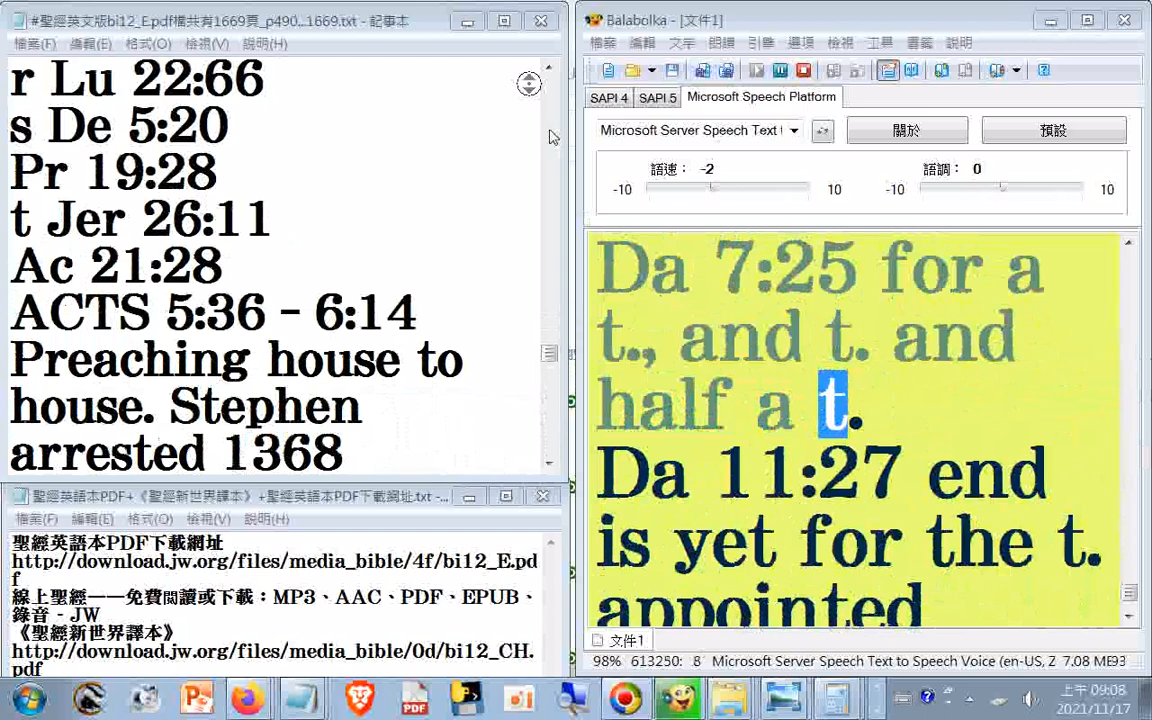 #聖經英文版bi12_E.pdf檔共有1669頁_p490...1669.txt - 記事本
檔案(F) 編輯(E) 格式(O) 檢視(V) 說明(H)
r Lu 22:66
s De 5:20
Pr 19:28
t Jer 26:11
Ac 21:28
ACTS 5:36 – 6:14
Preaching house to
house. Stephen
arrested 1368
聖經英語本PDF+《聖經新世界譯本》+聖經英語本PDF下載網址.txt -...
檔案(F) 編輯(E) 格式(O) 檢視(V) 說明(H)
聖經英語本PDF下載網址
http://download.jw.org/files/media_bible/4f/bi12_E.pd
f
線上聖經——免費閱讀或下載：MP3、AAC、PDF、EPUB、
錄音 - JW
《聖經新世界譯本》
http://download.jw.org/files/media_bible/0d/bi12_CH.
pdf
Balabolka - [文件1]
檔案 編輯 文字 朗讀 引擎 選項 檢視 工具 書籤 說明
SAPI 4 SAPI 5 Microsoft Speech Platform
Microsoft Server Speech Text 關於 預設
語速： -2 語調： 0
-10 10 -10 10
Da 7:25 for a
t., and t. and
half a t.
Da 11:27 end
is yet for the t.
appointed
文件1
98% 613250: 8 Microsoft Server Speech Text to Speech Voice (en-US, Z 7.08 ME93
PDF
上午 09:08
2021/11/17